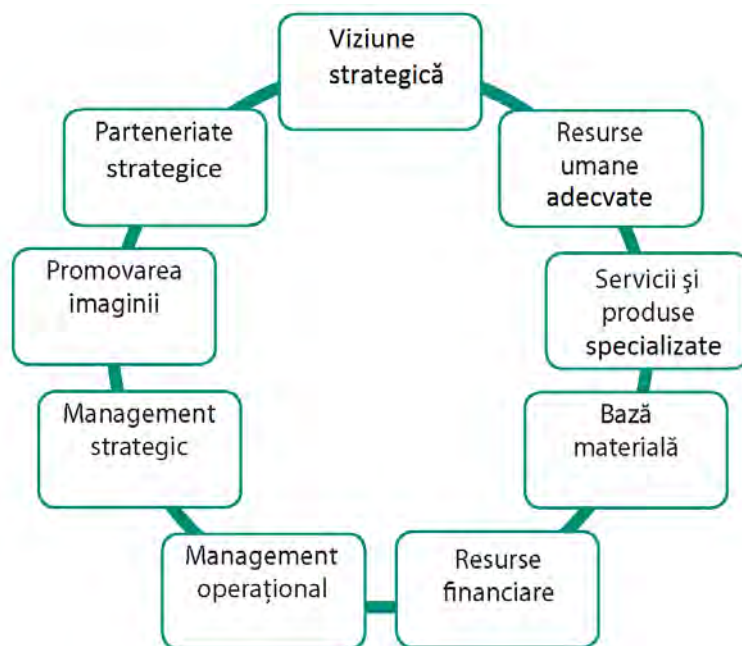 Viziune
strategică
Resurse
umane
adecvate
Servicii și
produse
specializate
Bază
materială
Resurse
financiare
Management
operațional
Management
strategic
Promovarea
imaginii
Parteneriate
strategice